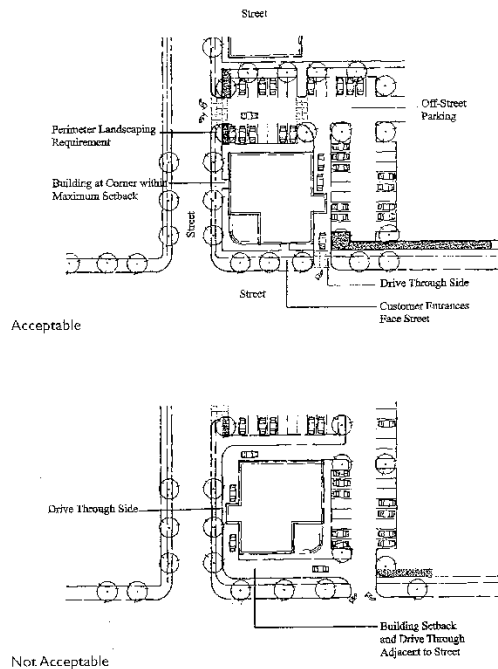 Street
Off-Street
Parking
Perimeter Landscaping
Requirement
Building at Corner within
Maximum Setback
Street
Street
Drive Through Side
Customer Entrances
Face Street
Acceptable
Drive Through Side
Building Setback
and Drive Through
Adjacent to Street
Not Acceptable